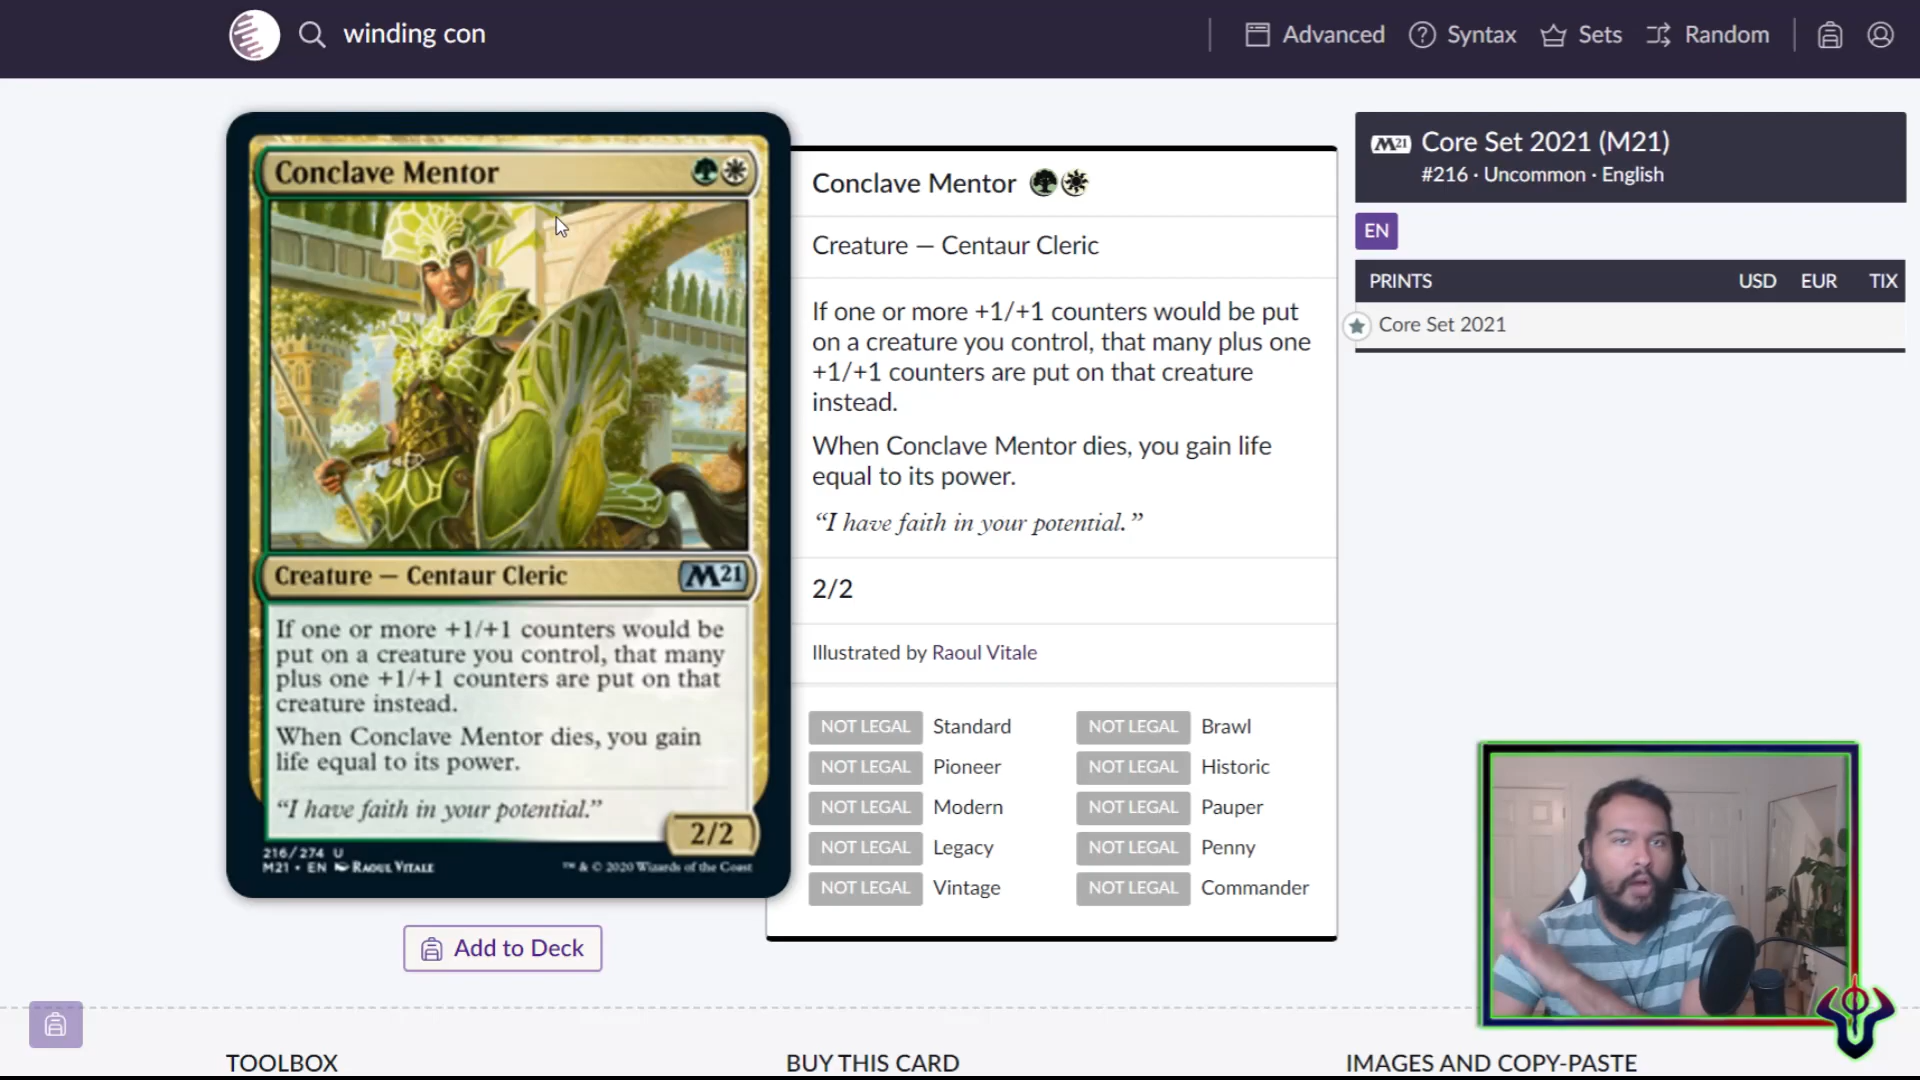 winding con
Advanced
Syntax
Sets
Random
Conclave Mentor
Creature — Centaur Cleric
M21
If one or more +1/+1 counters would be
put on a creature you control, that many
plus one +1/+1 counters are put on that
creature instead.
When Conclave Mentor dies, you gain
life equal to its power.
“I have faith in your potential.”
2/2
216/274 U
M21 • EN RAOUL VITALE
™ & © 2020 Wizards of the Coast
Add to Deck
Conclave Mentor
Creature — Centaur Cleric
If one or more +1/+1 counters would be put
on a creature you control, that many plus one
+1/+1 counters are put on that creature
instead.
When Conclave Mentor dies, you gain life
equal to its power.
“I have faith in your potential.”
2/2
Illustrated by Raoul Vitale
NOT LEGAL Standard NOT LEGAL Brawl
NOT LEGAL Pioneer NOT LEGAL Historic
NOT LEGAL Modern NOT LEGAL Pauper
NOT LEGAL Legacy NOT LEGAL Penny
NOT LEGAL Vintage NOT LEGAL Commander
M21 Core Set 2021 (M21)
#216 · Uncommon · English
EN
PRINTS USD EUR TIX
Core Set 2021
TOOLBOX
BUY THIS CARD
IMAGES AND COPY-PASTE